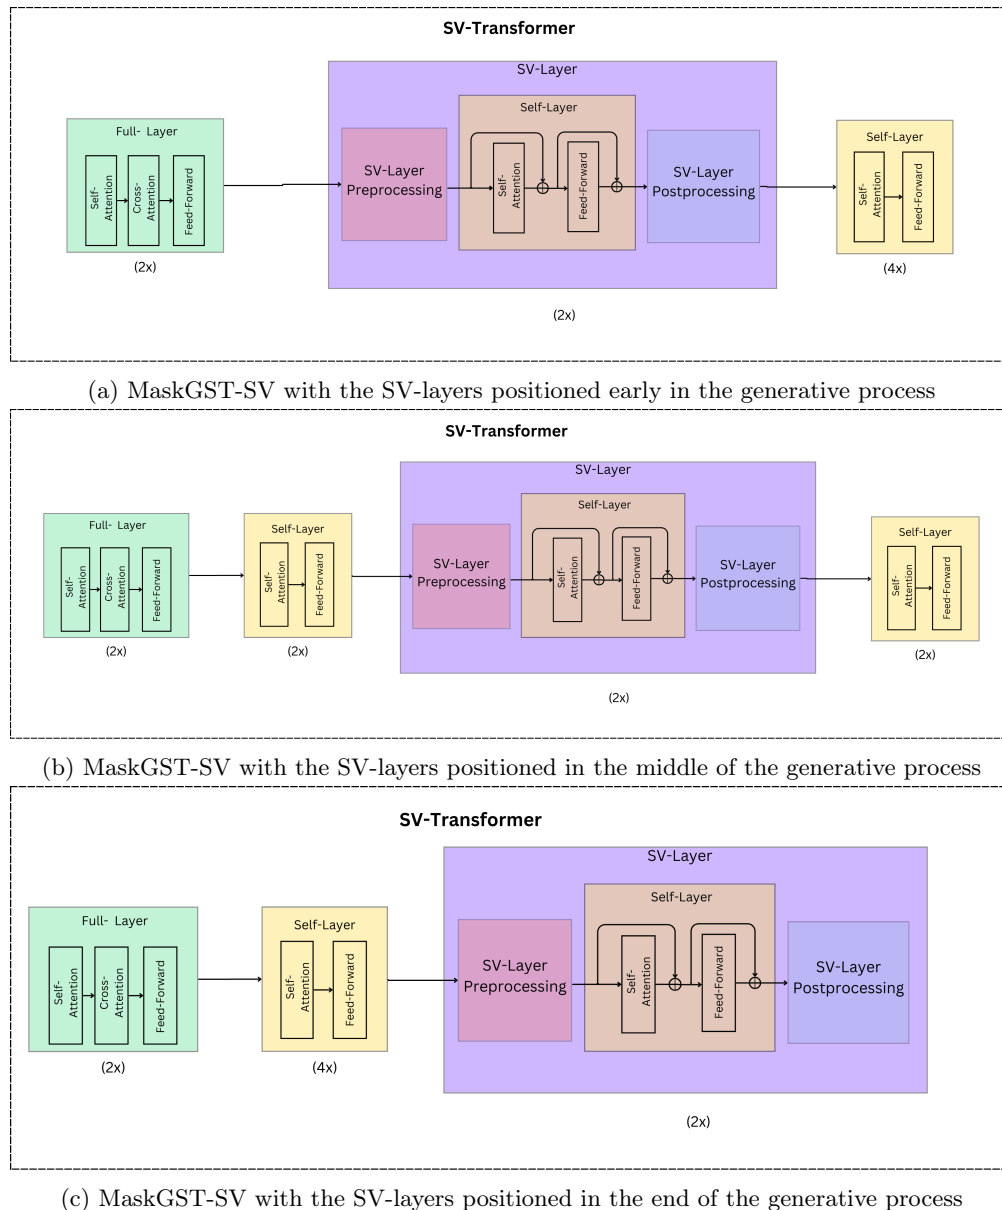 SV-Transformer
SV-Layer
Self-Layer
Full- Layer
Self-Attention
Cross-Attention
Feed-Forward
(2x)
SV-Layer
Preprocessing
Self-Attention
Feed-Forward
SV-Layer
Postprocessing
(2x)
Self-Layer
Self-Attention
Feed-Forward
(4x)
(a) MaskGST-SV with the SV-layers positioned early in the generative process
SV-Transformer
SV-Layer
Full- Layer
Self-Attention
Cross-Attention
Feed-Forward
(2x)
Self-Layer
Self-Attention
Feed-Forward
(2x)
SV-Layer
Preprocessing
Self-Layer
Self-Attention
Feed-Forward
SV-Layer
Postprocessing
(2x)
Self-Layer
Self-Attention
Feed-Forward
(2x)
(b) MaskGST-SV with the SV-layers positioned in the middle of the generative process
SV-Transformer
SV-Layer
Full- Layer
Self-Attention
Cross-Attention
Feed-Forward
(2x)
Self-Layer
Self-Attention
Feed-Forward
(4x)
SV-Layer
Preprocessing
Self-Layer
Self-Attention
Feed-Forward
SV-Layer
Postprocessing
(2x)
(c) MaskGST-SV with the SV-layers positioned in the end of the generative process